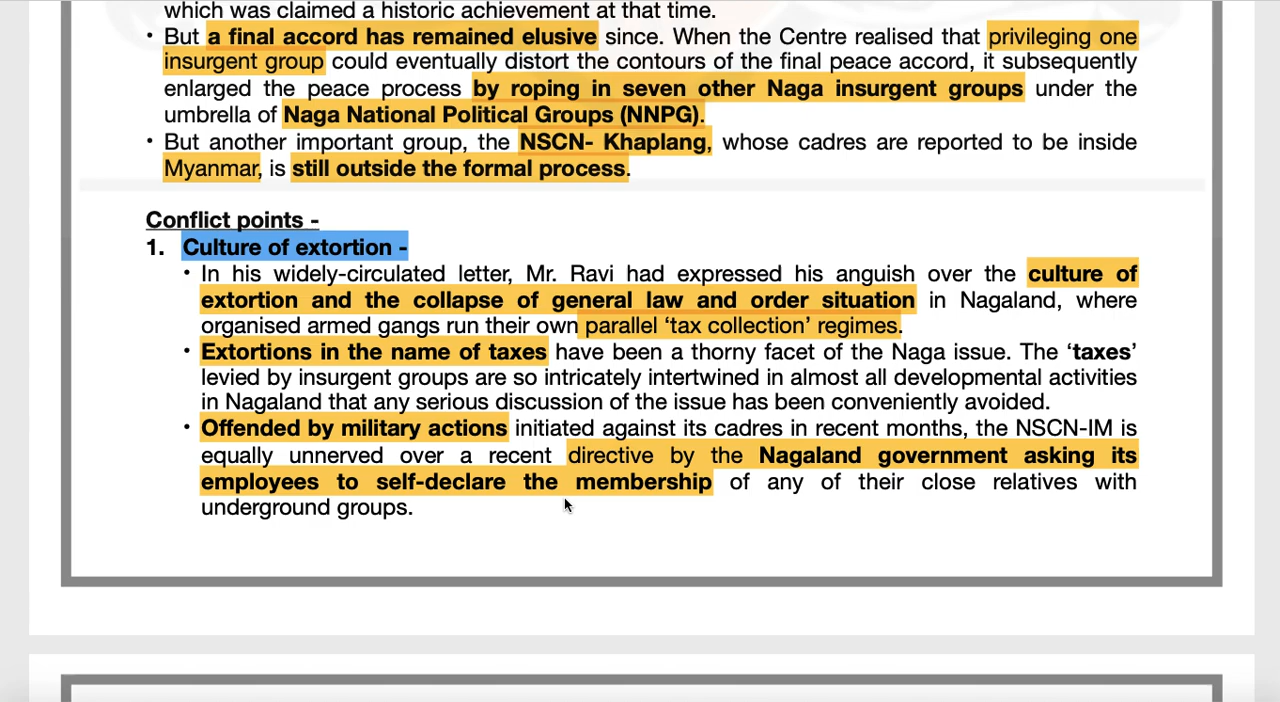 which was claimed a historic achievement at that time.
• But a final accord has remained elusive since. When the Centre realised that privileging one
insurgent group could eventually distort the contours of the final peace accord, it subsequently
enlarged the peace process by roping in seven other Naga insurgent groups under the
umbrella of Naga National Political Groups (NNPG).
• But another important group, the NSCN- Khaplang, whose cadres are reported to be inside
Myanmar, is still outside the formal process.
Conflict points -
1. Culture of extortion -
• In his widely-circulated letter, Mr. Ravi had expressed his anguish over the culture of
extortion and the collapse of general law and order situation in Nagaland, where
organised armed gangs run their own parallel ‘tax collection’ regimes.
• Extortions in the name of taxes have been a thorny facet of the Naga issue. The ‘taxes’
levied by insurgent groups are so intricately intertwined in almost all developmental activities
in Nagaland that any serious discussion of the issue has been conveniently avoided.
• Offended by military actions initiated against its cadres in recent months, the NSCN-IM is
equally unnerved over a recent directive by the Nagaland government asking its
employees to self-declare the membership of any of their close relatives with
underground groups.